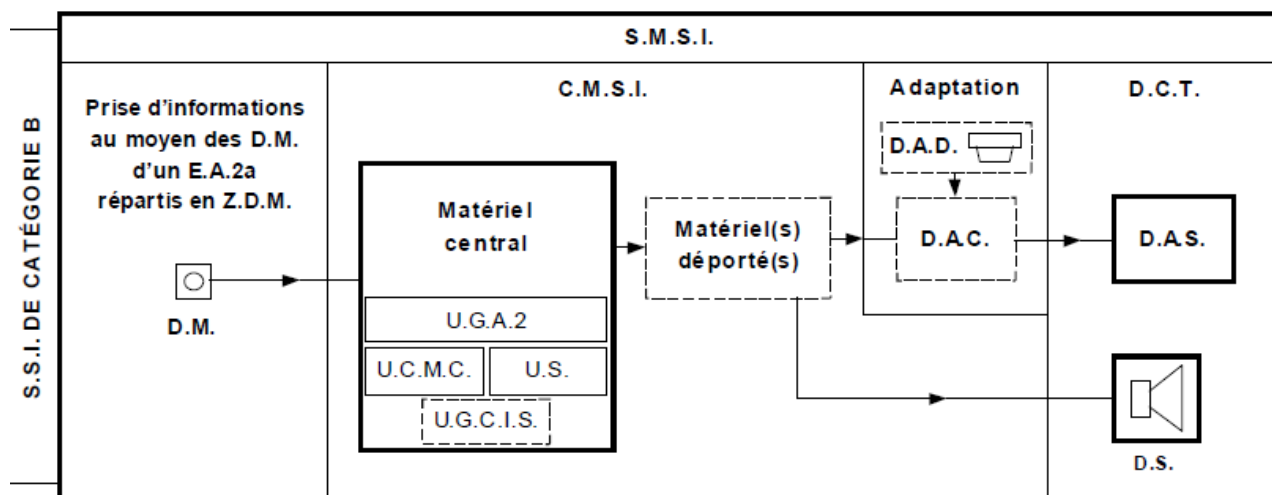 S.S.I. DE CATÉGORIE B
S.M.S.I.
Prise d'informations
au moyen des D.M.
d'un E.A.2a
répartis en Z.D.M.
D.M.
C.M.S.I.
Matériel
central
U.G.A.2
U.C.M.C.
U.S.
U.G.C.I.S.
Matériel(s)
déporté(s)
Adaptation
D.A.D.
D.A.C.
D.C.T.
D.A.S.
D.S.